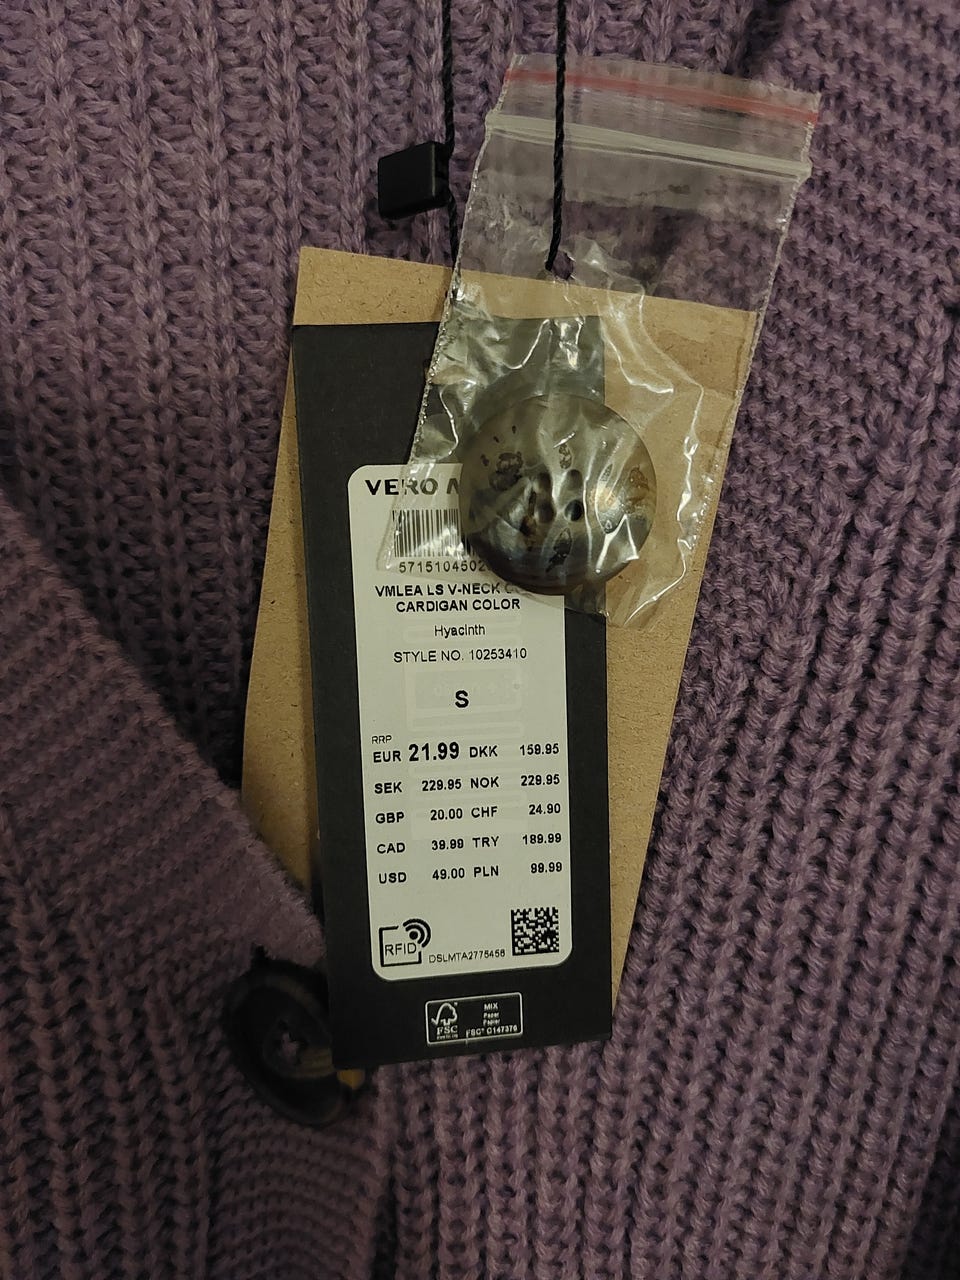 VERO
VMLEA LS V-NECK
CARDIGAN COLOR
Hyacinth
STYLE NO. 10253410
S
RRP
EUR 21.99 DKK 159.95
SEK 229.95 NOK 229.95
GBP 20.00 CHF 24.90
CAD 39.99 TRY 189.99
USD 49.00 PLN 99.99
RFID
DSLMTA2775456
FSC
MIX
Paper
Papier
FSC® C147376